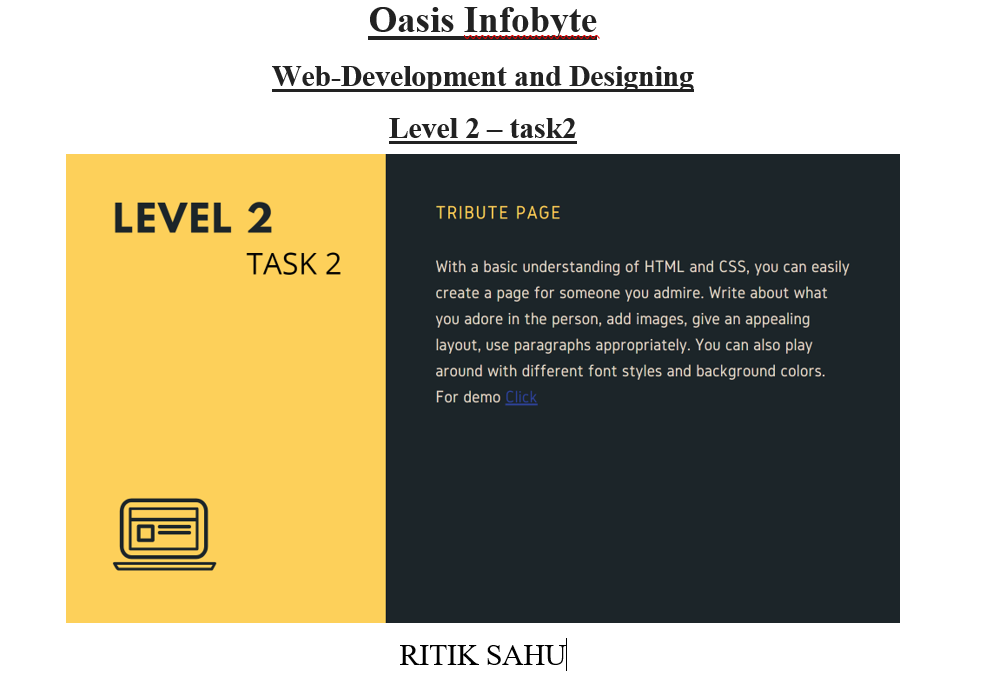 Oasis Infobyte
Web-Development and Designing
Level 2 – task2
LEVEL 2
TASK 2
TRIBUTE PAGE
With a basic understanding of HTML and CSS, you can easily
create a page for someone you admire. Write about what
you adore in the person, add images, give an appealing
layout, use paragraphs appropriately. You can also play
around with different font styles and background colors.
For demo Click
RITIK SAHU